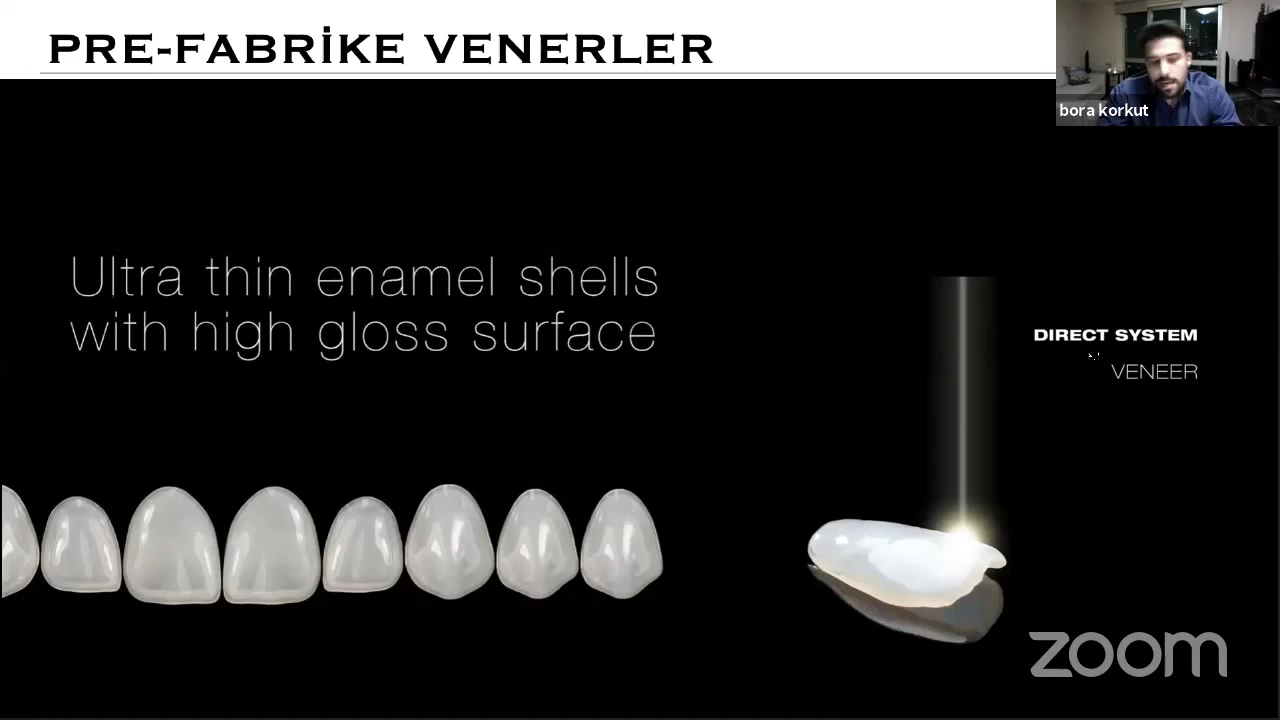 PRE-FABRİKE VENERLER
bora korkut
Ultra thin enamel shells
with high gloss surface
DIRECT SYSTEM
VENEER
zoom